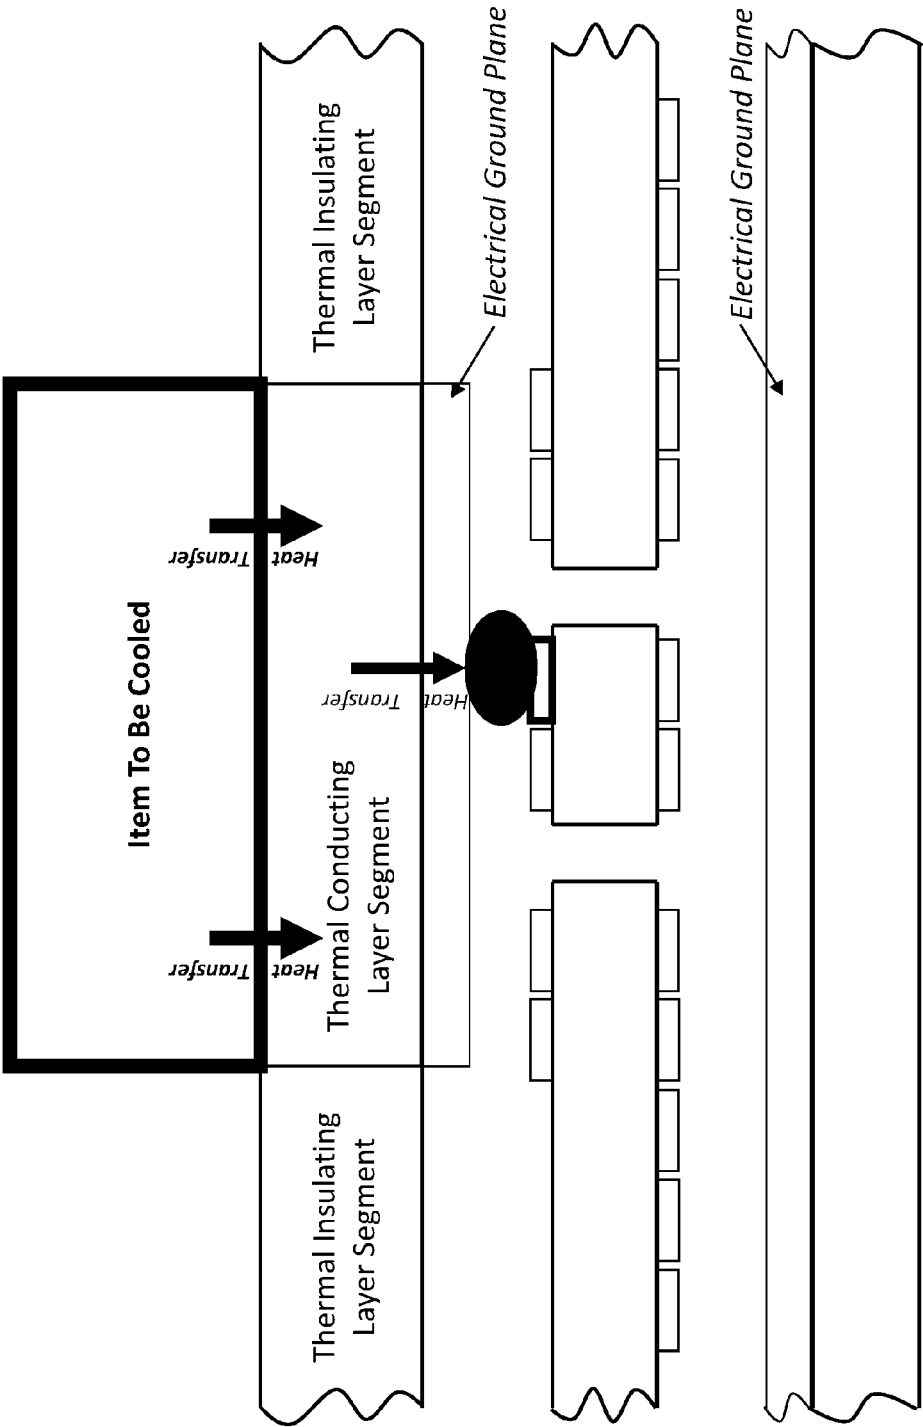 Thermal Insulating
Layer Segment
Electrical Ground Plane
Electrical Ground Plane
Heat Transfer
Item To Be Cooled
Heat Transfer
Thermal Conducting
Layer Segment
Heat Transfer
Thermal Insulating
Layer Segment